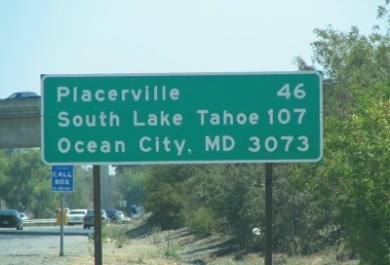 Placerville 46
South Lake Tahoe 107
Ocean City, MD 3073
CALL
BOX